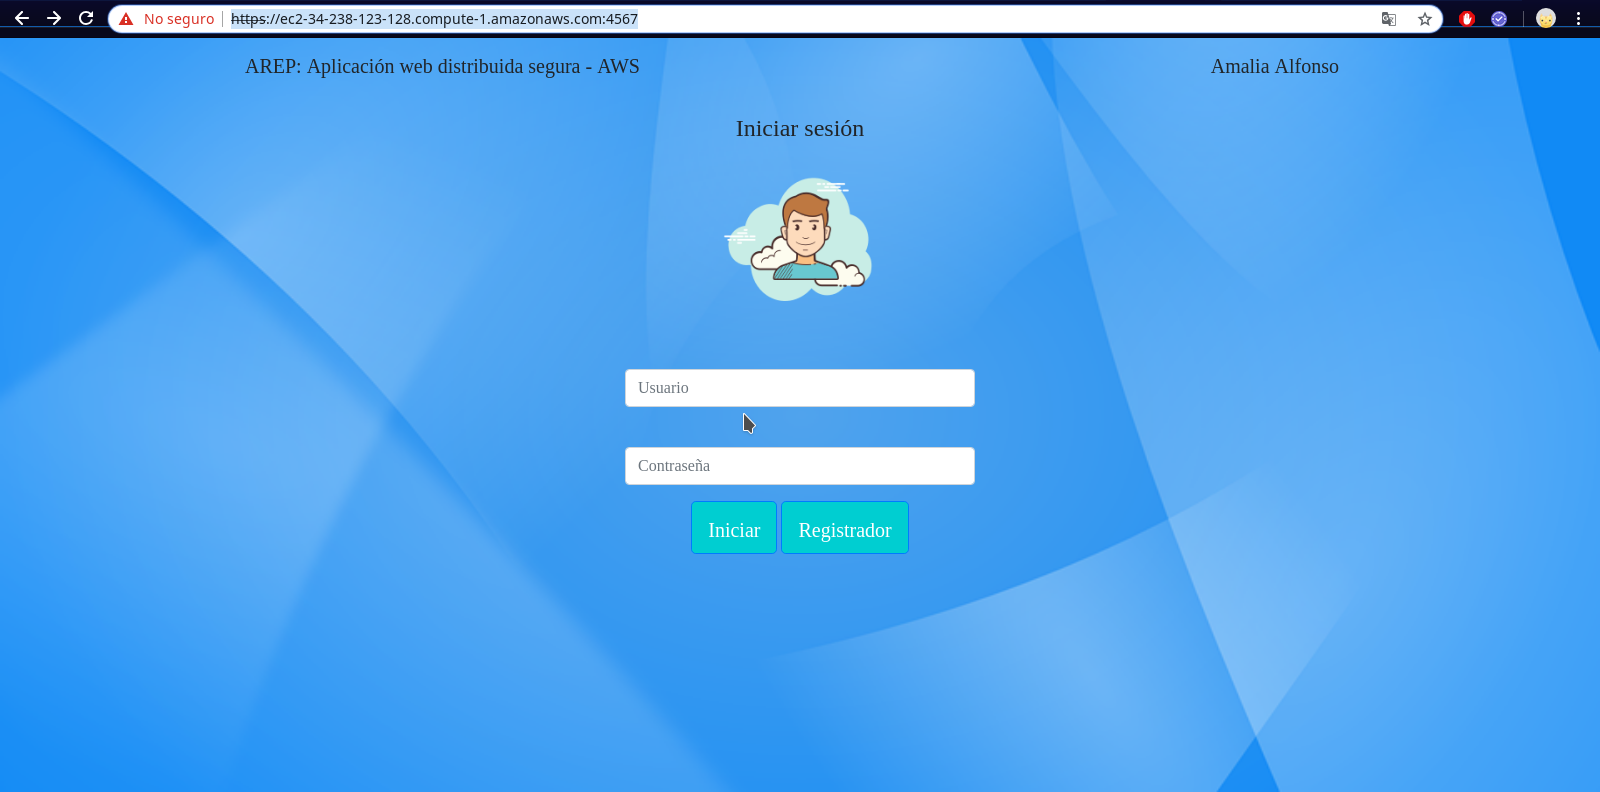 No seguro https://ec2-34-238-123-128.compute-1.amazonaws.com:4567
AREP: Aplicación web distribuida segura - AWS Amalia Alfonso
Iniciar sesión
Usuario
Contraseña
Iniciar Registrador